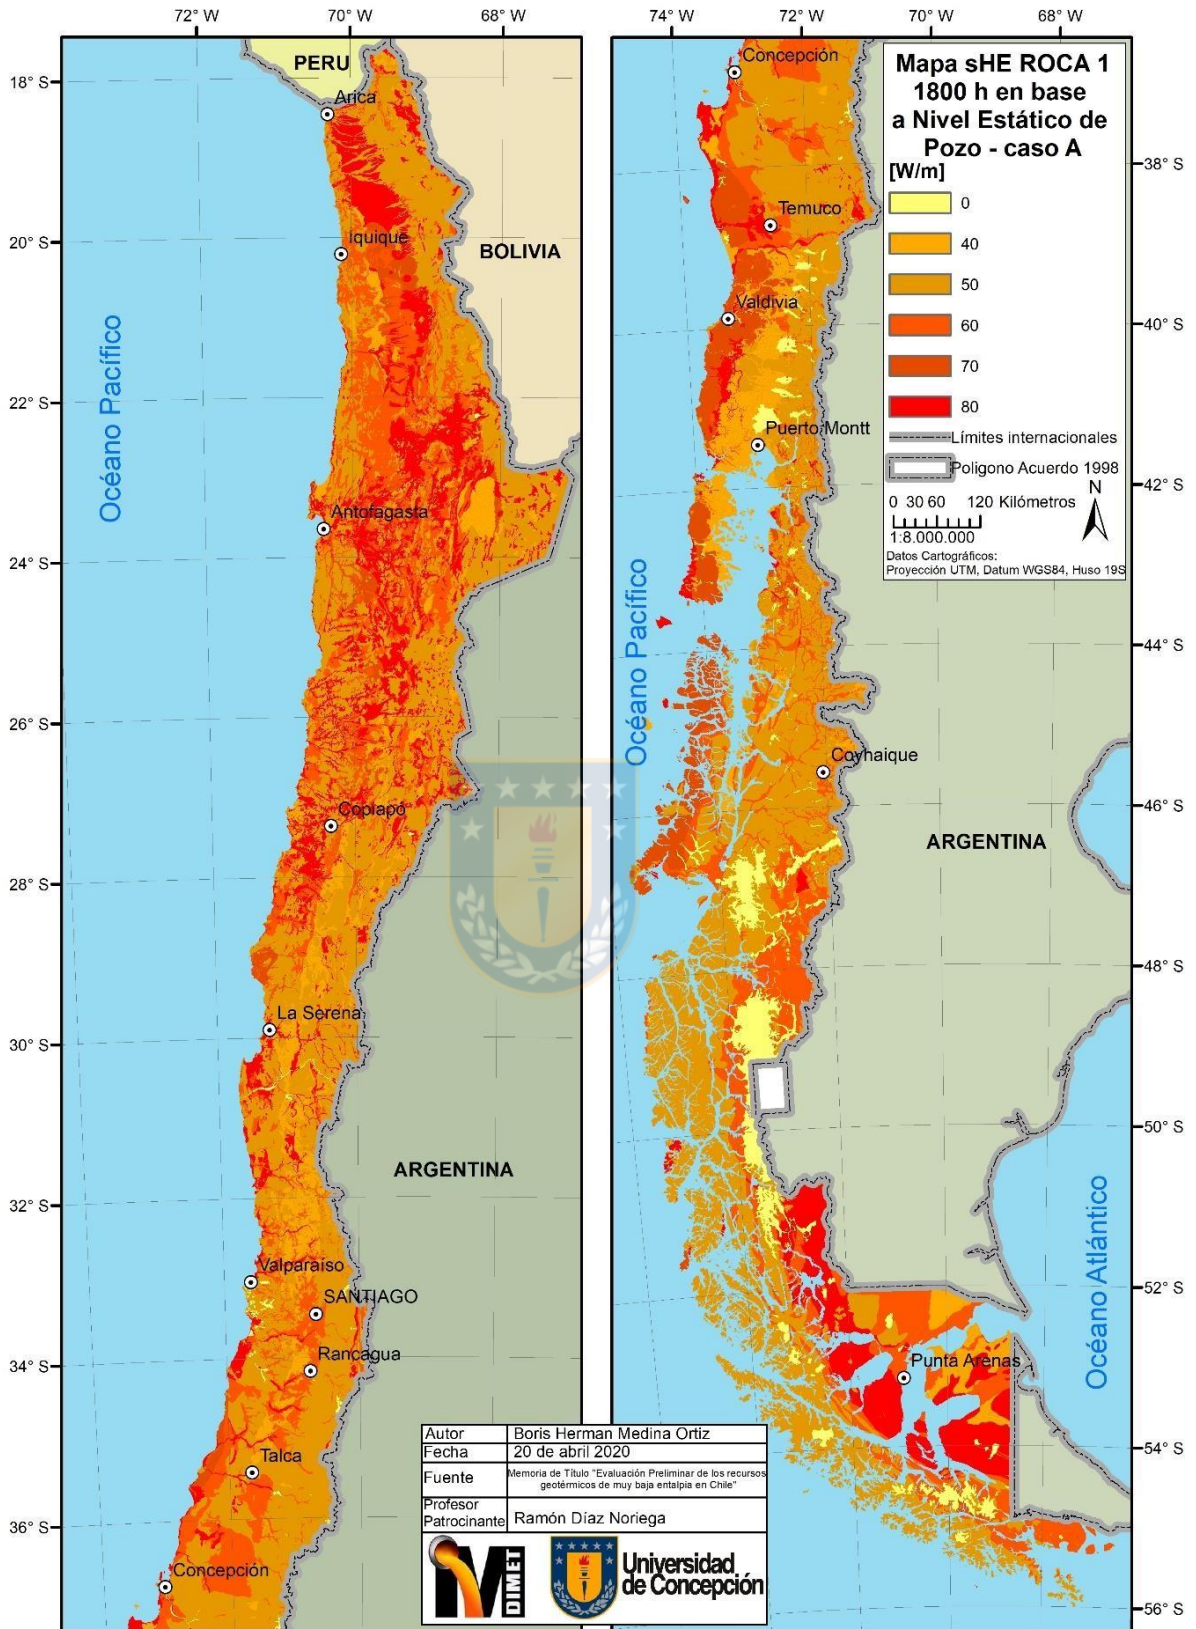 72° W 70° W 68° W
74° W 72° W 70° W 68° W
18° S
20° S
22° S
24° S
26° S
28° S
30° S
32° S
34° S
36° S
PERU
Arica
Iquique
BOLIVIA
Océano Pacífico
Antofagasta
Copiapó
La Serena
ARGENTINA
Valparaíso
SANTIAGO
Rancagua
Talca
Concepción
Concepción
Temuco
Valdivia
Puerto Montt
Océano Pacífico
Coyhaique
ARGENTINA
Océano Atlántico
Punta Arenas
38° S
40° S
42° S
44° S
46° S
48° S
50° S
52° S
54° S
56° S
Mapa sHE ROCA 1
1800 h en base
a Nivel Estático de
Pozo - caso A
[W/m]
0
40
50
60
70
80
Límites internacionales
Poligono Acuerdo 1998
0 30 60 120 Kilómetros
N
1:8.000.000
Datos Cartográficos:
Proyección UTM, Datum WGS84, Huso 19S
Autor Boris Herman Medina Ortiz
Fecha 20 de abril 2020
Fuente Memoria de Título "Evaluación Preliminar de los recursos
geotérmicos de muy baja entalpia en Chile"
Profesor
Patrocinante Ramón Díaz Noriega
DIMET
Universidad
de Concepción